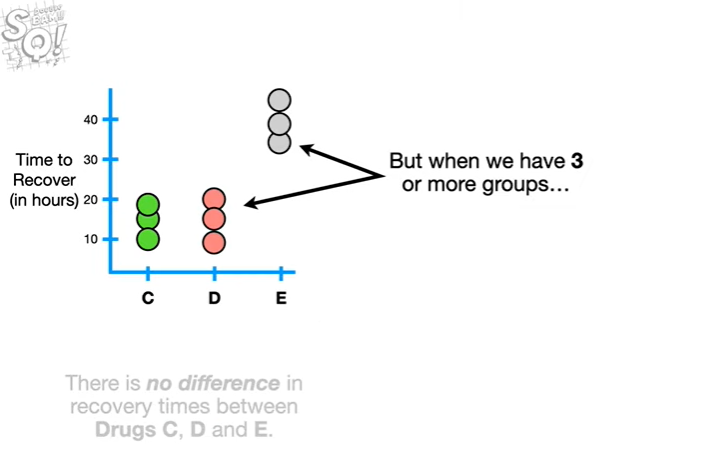 STATQUEST!
40
Time to
Recover
(in hours)
30
20
10
C D E
But when we have 3
or more groups…
There is no difference in
recovery times between
Drugs C, D and E.